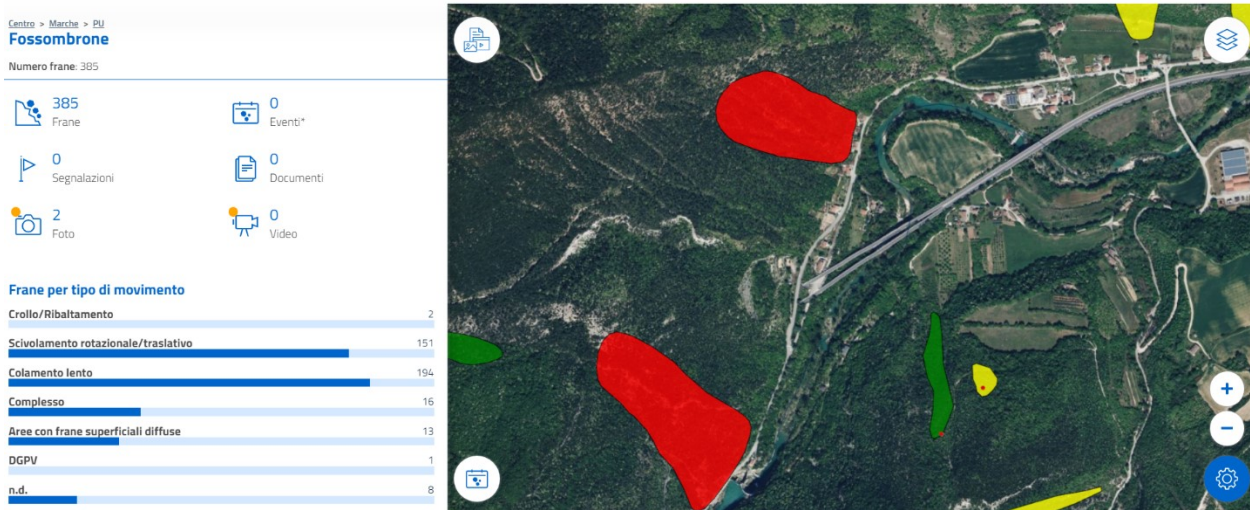 Centro > Marche > PU
Fossombrone
Numero frane: 385
385
Frane
0
Eventi*
0
Segnalazioni
0
Documenti
2
Foto
0
Video
Frane per tipo di movimento
Crollo/Ribaltamento 2
Scivolamento rotazionale/traslativo 151
Colamento lento 194
Complesso 16
Aree con frane superficiali diffuse 13
DGPV 1
n.d. 8
+
−